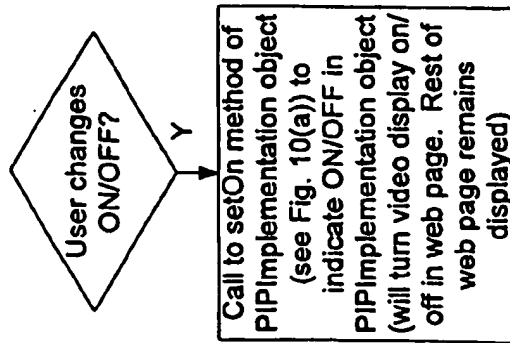 User changes
ON/OFF?
Y
Call to setOn method of
PIPImplementation object
(see Fig. 10(a)) to
indicate ON/OFF in
PIPImplementation object
(will turn video display on/
off in web page. Rest of
web page remains
displayed)